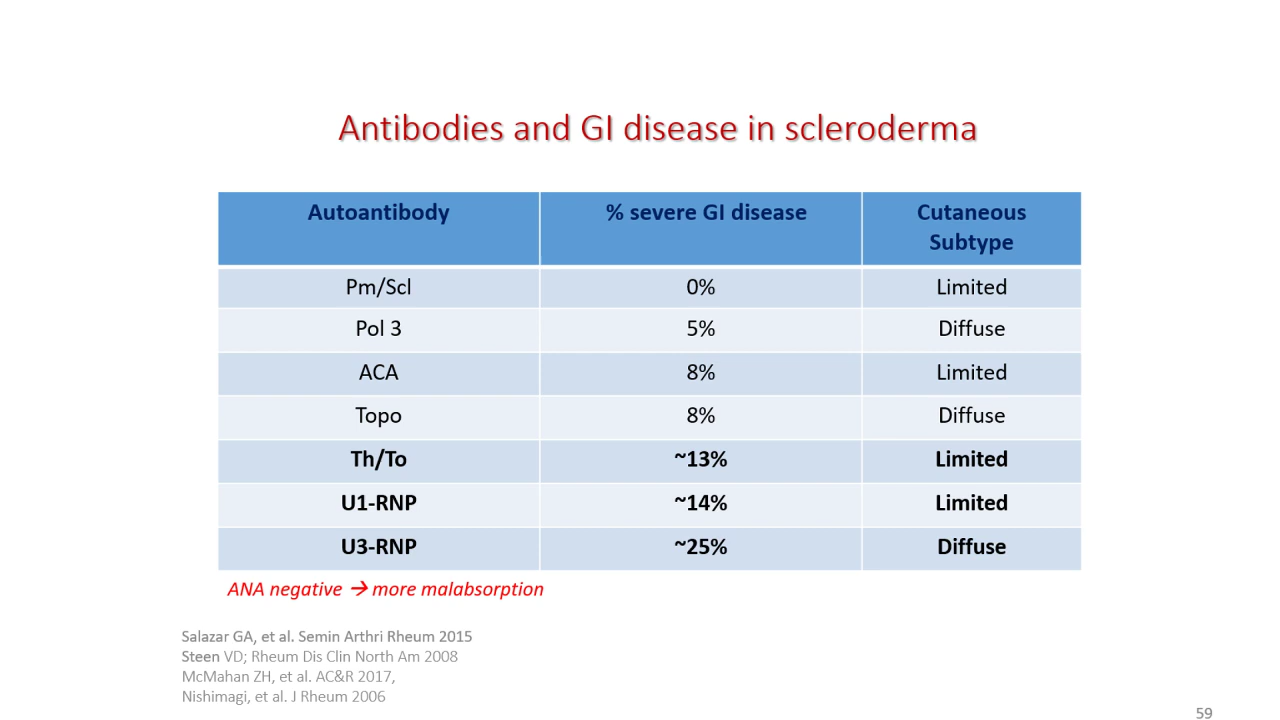 Antibodies and GI disease in scleroderma
Autoantibody % severe GI disease Cutaneous Subtype
Pm/Scl 0% Limited
Pol 3 5% Diffuse
ACA 8% Limited
Topo 8% Diffuse
Th/To ~13% Limited
U1-RNP ~14% Limited
U3-RNP ~25% Diffuse
ANA negative → more malabsorption
Salazar GA, et al. Semin Arthri Rheum 2015
Steen VD; Rheum Dis Clin North Am 2008
McMahan ZH, et al. AC&R 2017,
Nishimagi, et al. J Rheum 2006
59